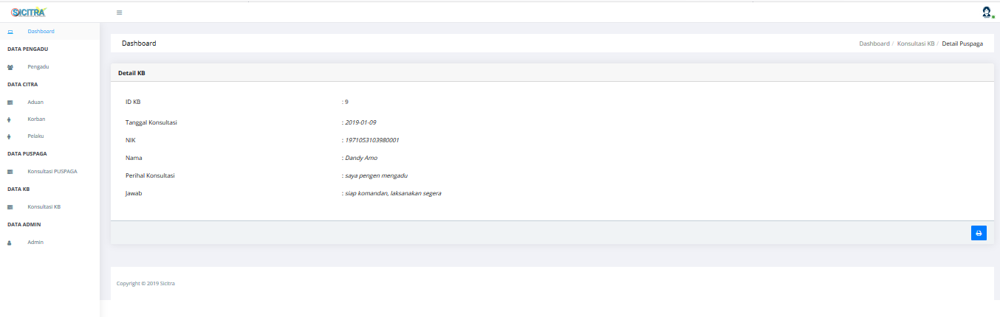 SICITRA
Dashboard
DATA PENGADU
Pengadu
DATA CITRA
Aduan
Korban
Pelaku
DATA PUSPAGA
Konsultasi PUSPAGA
DATA KB
Konsultasi KB
DATA ADMIN
Admin
Dashboard
Dashboard / Konsultasi KB / Detail Puspaga
Detail KB
ID KB : 9
Tanggal Konsultasi : 2019-01-09
NIK : 1971053103980001
Nama : Dandy Amo
Perihal Konsultasi : saya pengen mengadu
Jawab : siap komandan, laksanakan segera
Copyright © 2019 Sicitra